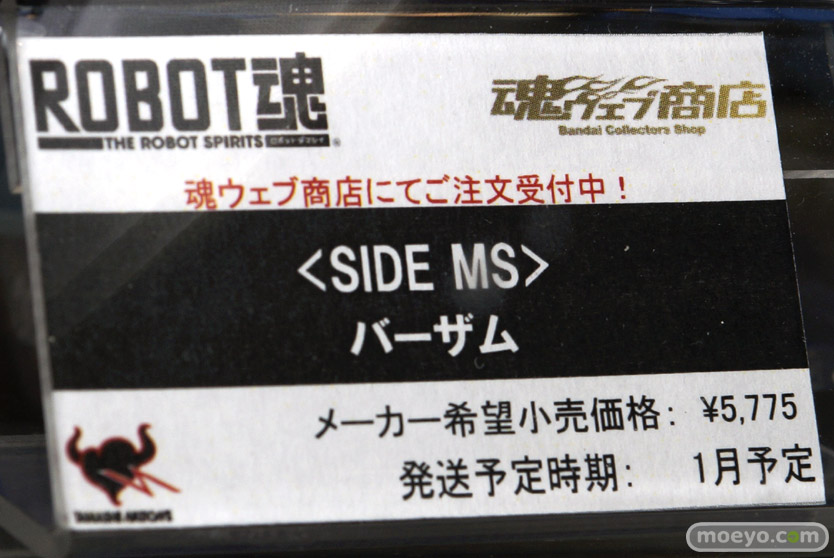 ROBOT魂
THE ROBOT SPIRITS
魂ウェブ商店
Bandai Collectors Shop
魂ウェブ商店にてご注文受付中！
<SIDE MS>
バーザム
メーカー希望小売価格: ¥5,775
発送予定時期: 1月予定
TAMASHII NATIONS
moeyo.com